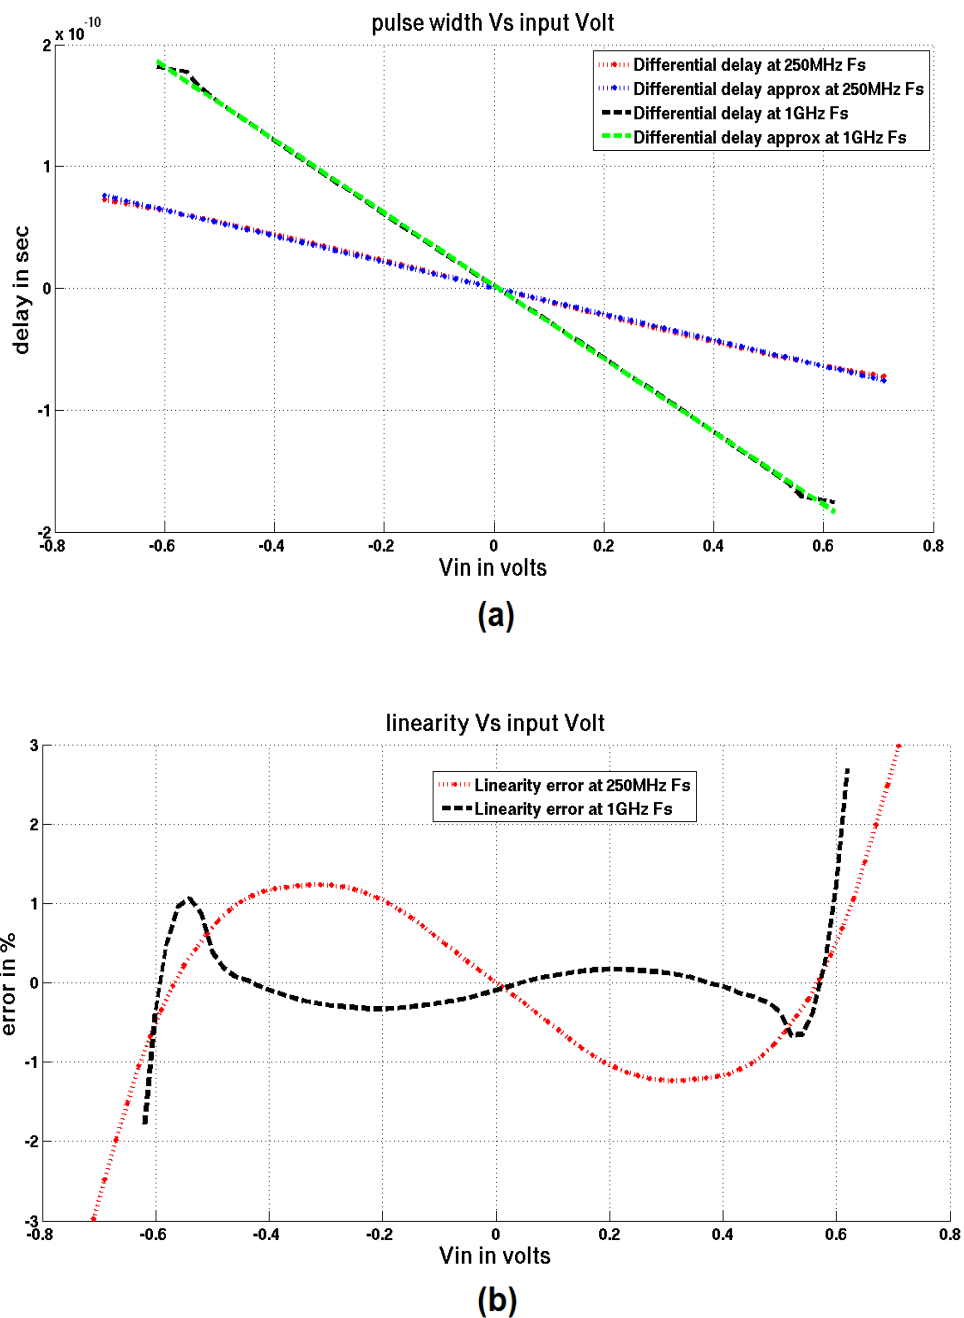 pulse width Vs input Volt
x 10-10
2
Differential delay at 250MHz Fs
Differential delay approx at 250MHz Fs
Differential delay at 1GHz Fs
Differential delay approx at 1GHz Fs
1
0
-1
-2
delay in sec
-0.8 -0.6 -0.4 -0.2 0 0.2 0.4 0.6 0.8
Vin in volts
(a)
linearity Vs input Volt
3
Linearity error at 250MHz Fs
Linearity error at 1GHz Fs
2
1
0
-1
-2
-3
error in %
-0.8 -0.6 -0.4 -0.2 0 0.2 0.4 0.6 0.8
Vin in volts
(b)